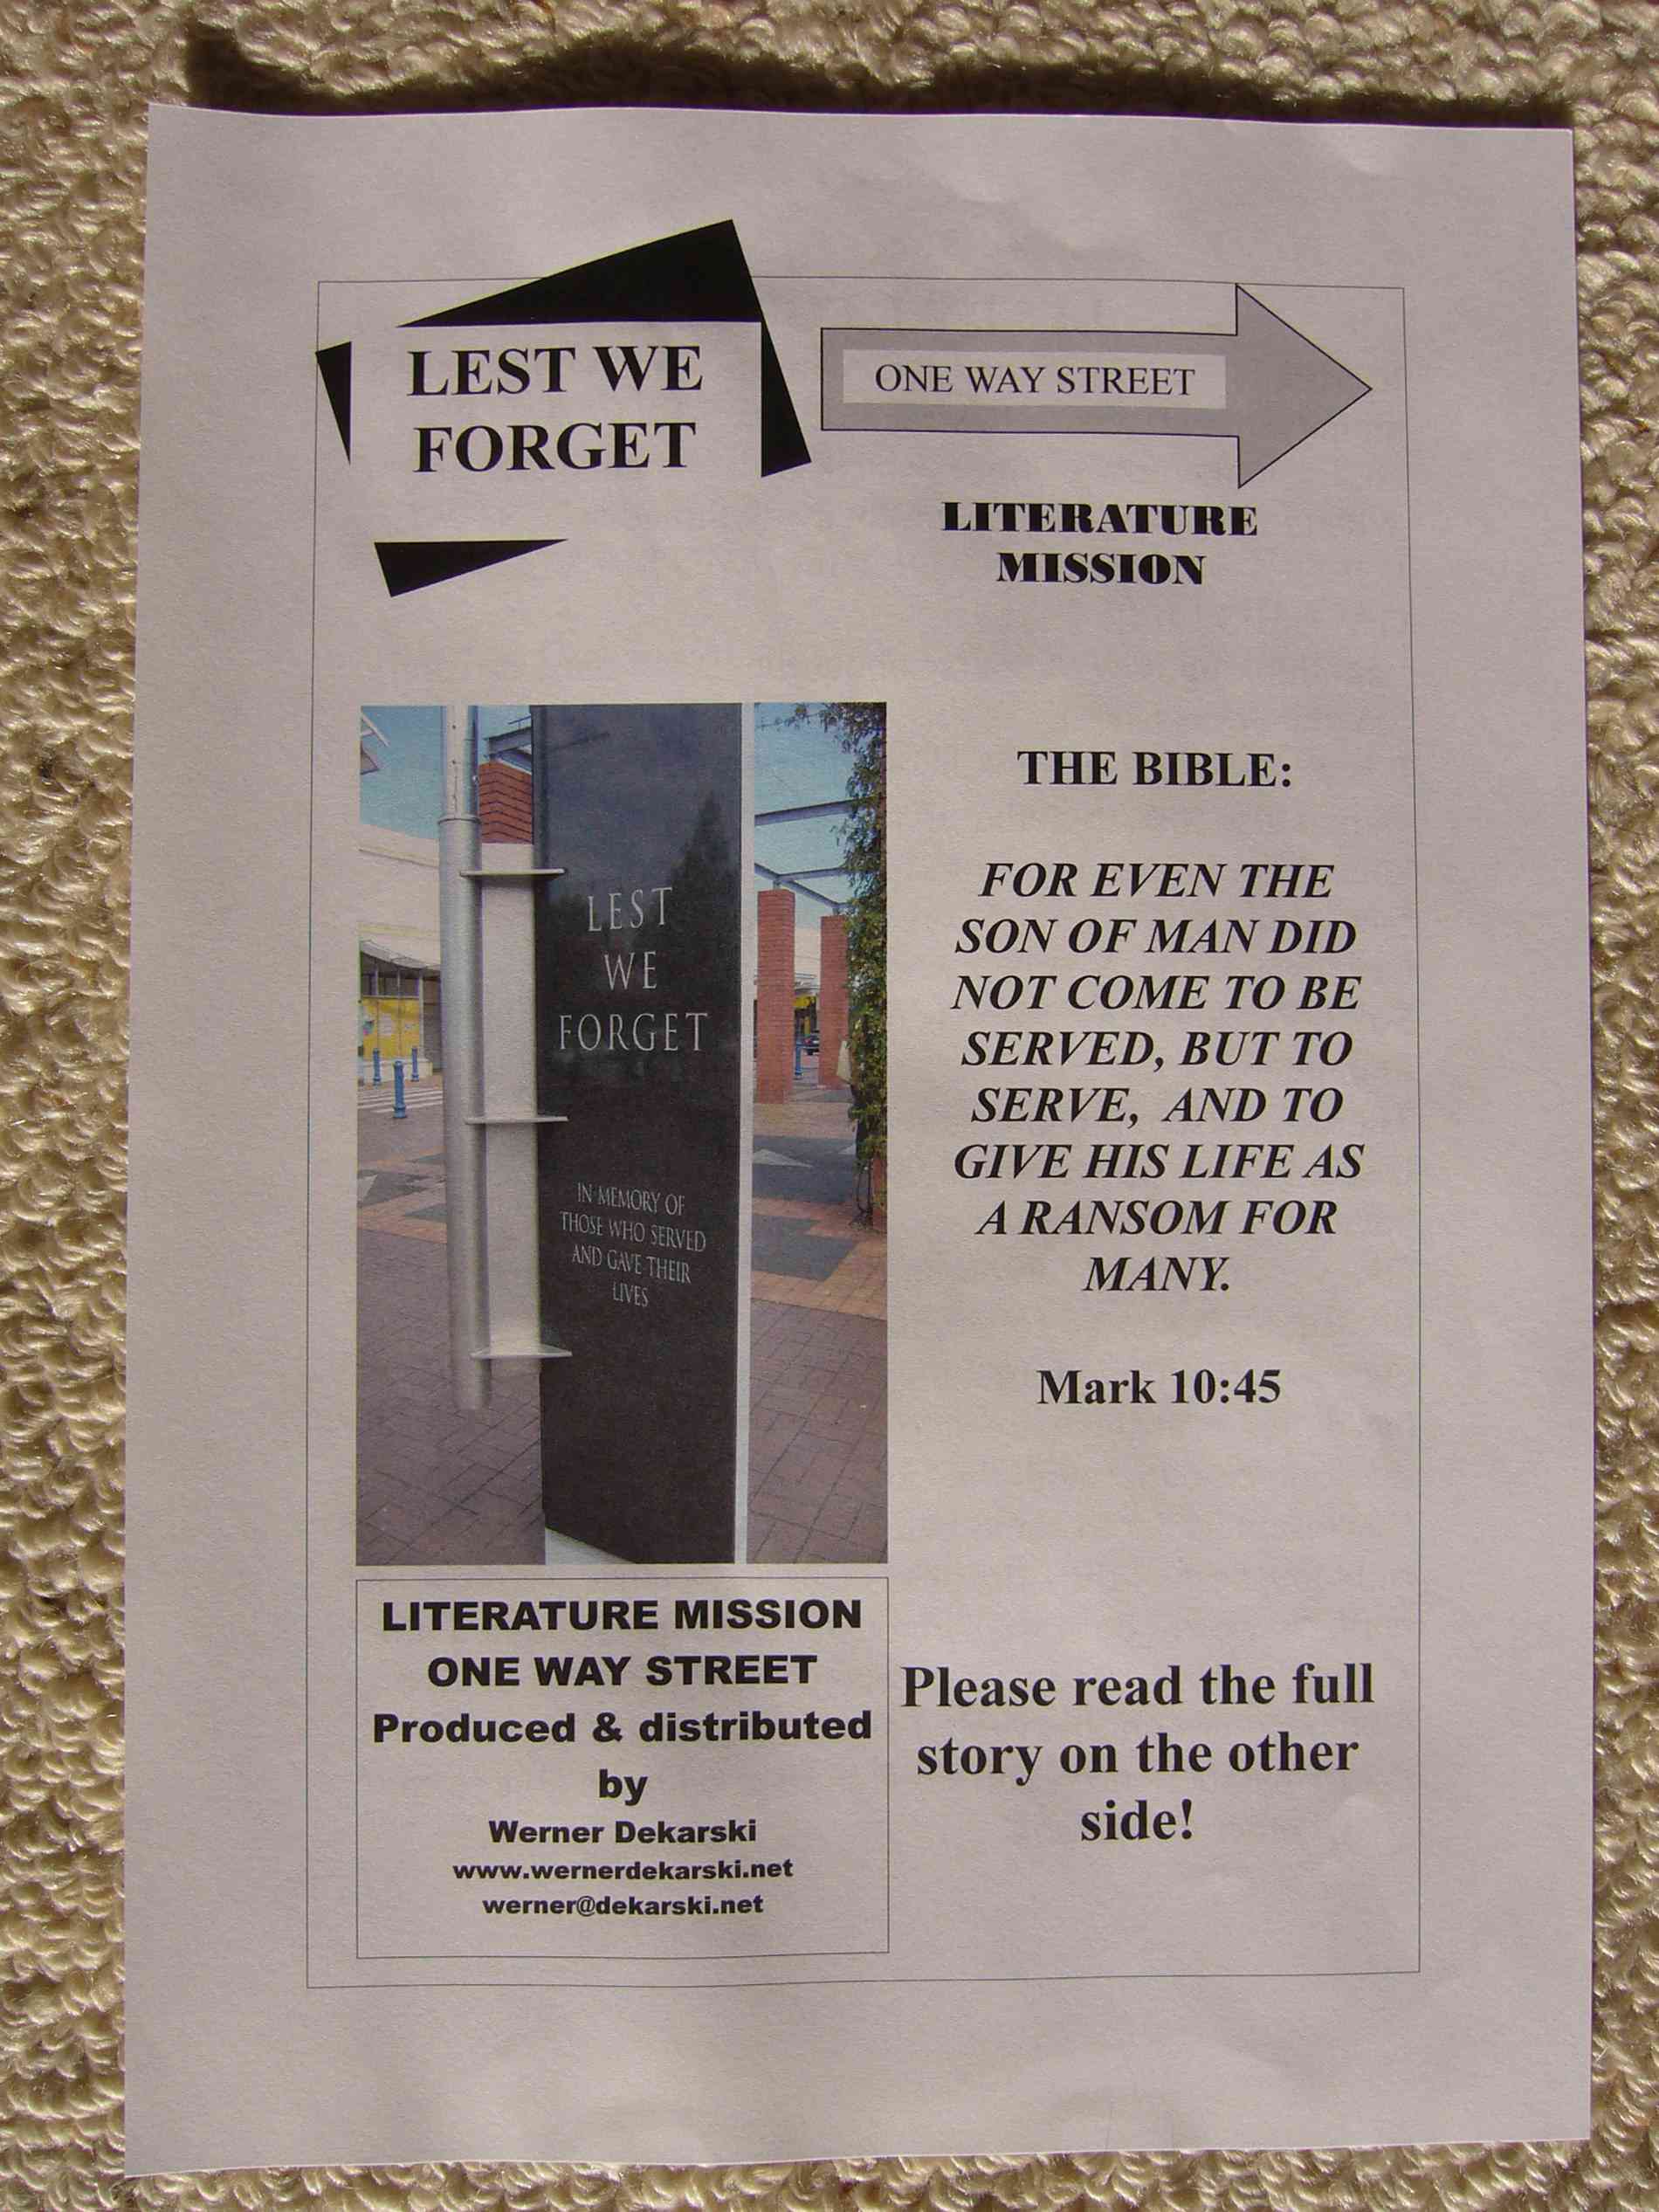 LEST WE
FORGET
ONE WAY STREET
LITERATURE
MISSION
LEST
WE
FORGET
IN MEMORY OF
THOSE WHO SERVED
AND GAVE THEIR
LIVES
THE BIBLE:
FOR EVEN THE
SON OF MAN DID
NOT COME TO BE
SERVED, BUT TO
SERVE, AND TO
GIVE HIS LIFE AS
A RANSOM FOR
MANY.
Mark 10:45
LITERATURE MISSION
ONE WAY STREET
Produced & distributed
by
Werner Dekarski
www.wernerdekarski.net
werner@dekarski.net
Please read the full
story on the other
side!